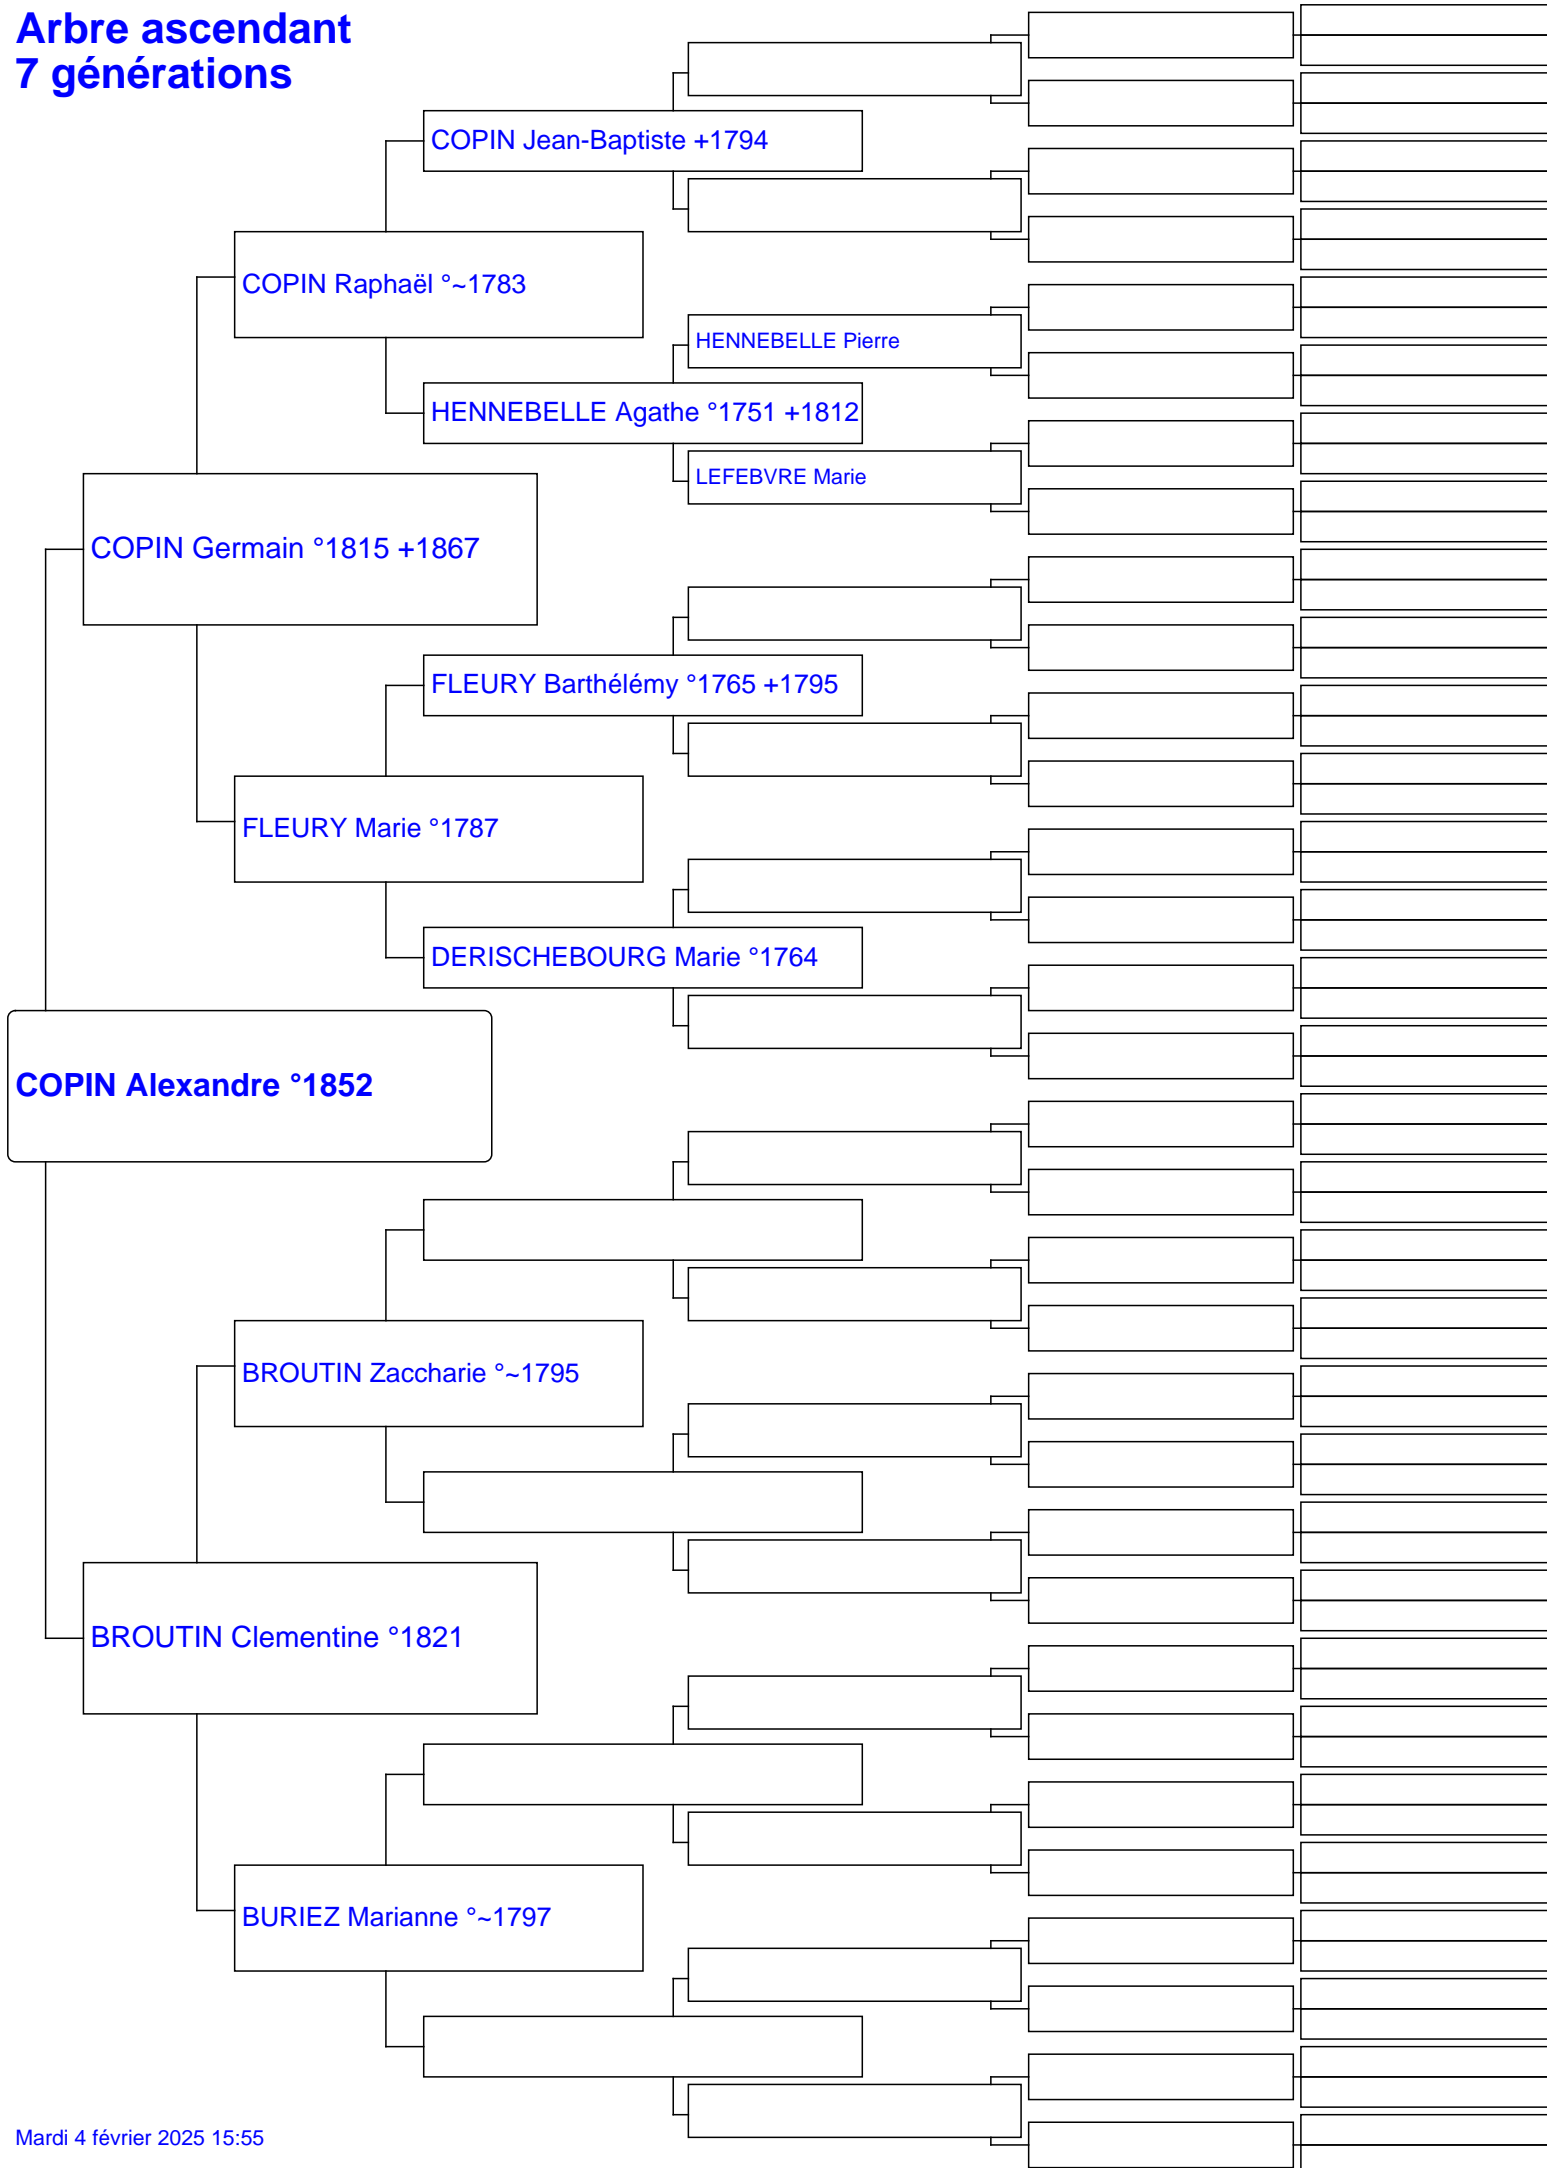 Arbre ascendant
7 générations
COPIN Jean-Baptiste +1794
COPIN Raphaël °~1783
HENNEBELLE Pierre
HENNEBELLE Agathe °1751 +1812
LEFEBVRE Marie
COPIN Germain °1815 +1867
FLEURY Barthélémy °1765 +1795
FLEURY Marie °1787
DERISCHEBOURG Marie °1764
COPIN Alexandre °1852
BROUTIN Zaccharie °~1795
BROUTIN Clementine °1821
BURIEZ Marianne °~1797
Mardi 4 février 2025 15:55